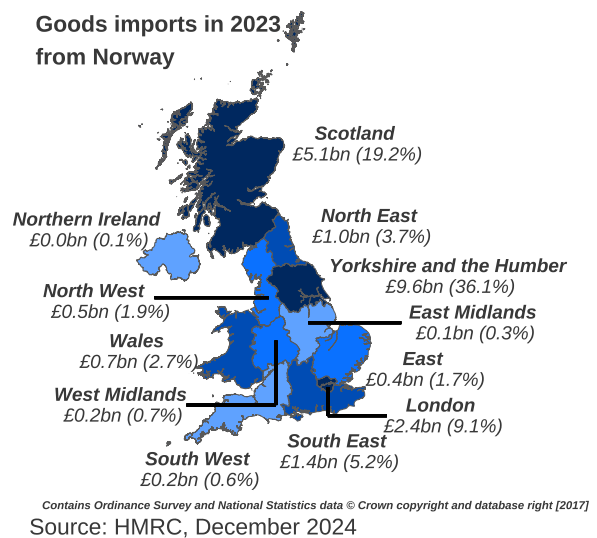 Goods imports in 2023
from Norway
Scotland
£5.1bn (19.2%)
Northern Ireland
£0.0bn (0.1%)
North East
£1.0bn (3.7%)
Yorkshire and the Humber
£9.6bn (36.1%)
North West
£0.5bn (1.9%)
East Midlands
£0.1bn (0.3%)
Wales
£0.7bn (2.7%)
East
£0.4bn (1.7%)
West Midlands
£0.2bn (0.7%)
London
£2.4bn (9.1%)
South East
£1.4bn (5.2%)
South West
£0.2bn (0.6%)
Contains Ordinance Survey and National Statistics data © Crown copyright and database right [2017]
Source: HMRC, December 2024